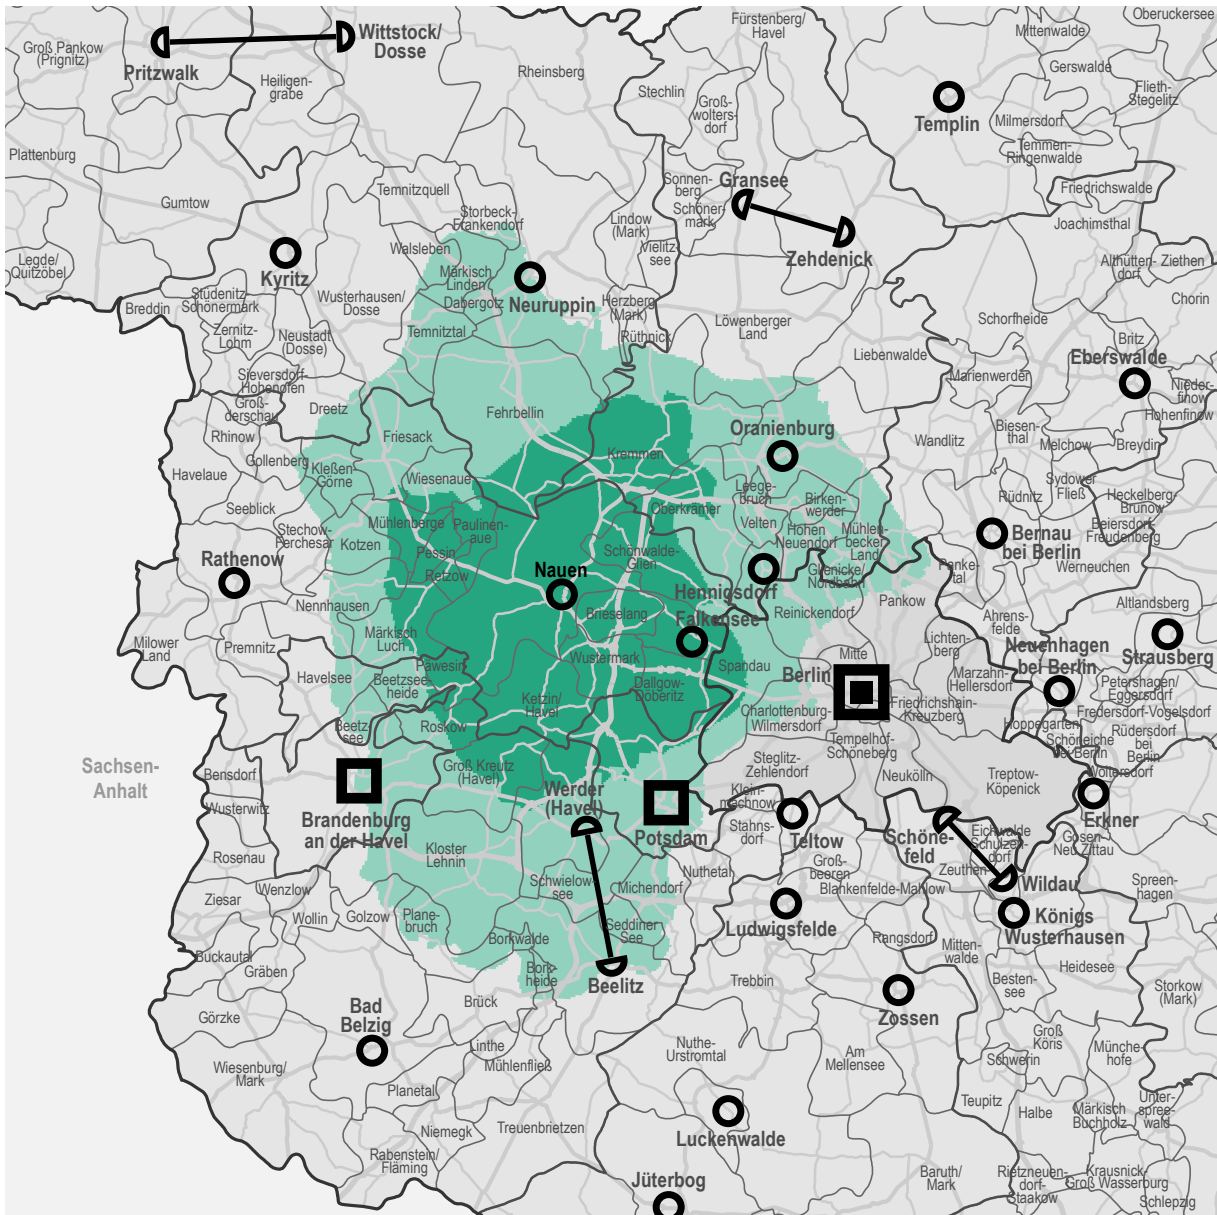 Oberuckersee
Fürstenberg/
Havel
Mittenwalde
Groß Pankow
(Prignitz)
Wittstock/
Dosse
Pritzwalk
Heiligen-
grabe
Rheinsberg
Stechlin
Groß-
wolters-
dorf
Gerswalde
Flieth-
Stegelitz
Templin
Milmersdorf
Temmen-
Ringenwalde
Plattenburg
Gumtow
Temnitzquell
Sonnen-
berg
Gransee
Schöner-
mark
Friedrichswalde
Joachimsthal
Storbeck-
Frankendorf
Lindow
(Mark)
Vielitz-
see
Zehdenick
Walsleben
Legde/
Quitzöbel
Kyritz
Märkisch
Linden
Dabergotz
Neuruppin
Althütten-
dorf
Ziethen
Chorin
Breddin
Stüdenitz-
Schönermark
Wusterhausen/
Dosse
Herzberg
(Mark)
Rüthnick
Löwenberger
Land
Schorfheide
Zernitz-
Lohm
Neustadt
(Dosse)
Temnitztal
Liebenwalde
Britz
Eberswalde
Sieversdorf-
Hohenofen
Marienwerder
Nieder-
finow
Hohenfinow
Groß-
derschau
Dreetz
Fehrbellin
Oranienburg
Biesen-
thal
Rhinow
Friesack
Kremmen
Wandlitz
Melchow
Breydin
Havelaue
Gollenberg
Kleßen-
Görne
Wiesenaue
Leege-
bruch
Birken-
werder
Sydower
Fließ
Rüdnitz
Heckelberg-
Brunow
Seeblick
Oberkrämer
Velten
Hohen
Neuendorf
Mühlen-
becker
Land
Beiersdorf-
Freudenberg
Stechow-
Ferchesar
Mühlenberge
Paulinen-
aue
Bernau
bei Berlin
Kotzen
Pessin
Schönwalde-
Glien
Rathenow
Retzow
Nauen
Glienicke/
Nordbahn
Panke-
tal
Werneuchen
Hennigsdorf
Nennhausen
Brieselang
Falkensee
Reinickendorf
Pankow
Ahrens-
felde
Altlandsberg
Milower
Land
Premnitz
Märkisch
Luch
Lichten-
berg
Neuenhagen
bei Berlin
Strausberg
Päwesin
Wustermark
Spandau
Mitte
Berlin
Marzahn-
Hellersdorf
Havelsee
Beetzsee-
heide
Dallgow-
Döberitz
Petershagen/
Eggersdorf
Ketzin/
Havel
Charlottenburg-
Wilmersdorf
Friedrichshain-
Kreuzberg
Fredersdorf-Vogelsdorf
Beetz-
see
Roskow
Hoppegarten
Tempelhof-
Schöneberg
Schöneiche
bei Berlin
Rüdersdorf
bei
Berlin
Sachsen-
Anhalt
Bensdorf
Groß Kreutz
(Havel)
Steglitz-
Zehlendorf
Neukölln
Treptow-
Köpenick
Woltersdorf
Wusterwitz
Werder
(Havel)
Klein-
machnow
Erkner
Brandenburg
an der Havel
Potsdam
Stahns-
dorf
Teltow
Schöne-
feld
Eichwalde
Schulzen-
dorf
Gosen-
Neu Zittau
Rosenau
Kloster
Lehnin
Nuthetal
Groß-
beeren
Zeuthen
Schwielow-
see
Michendorf
Blankenfelde-Mahlow
Wildau
Spreen-
hagen
Ziesar
Wenzlow
Wollin
Golzow
Plane-
bruch
Ludwigsfelde
Königs
Wusterhausen
Seddiner
See
Borkwalde
Rangsdorf
Mitten-
walde
Buckautal
Gräben
Bork-
heide
Beelitz
Trebbin
Besten-
see
Heidesee
Bad
Belzig
Brück
Zossen
Storkow
(Mark)
Görzke
Linthe
Nuthe-
Urstromtal
Am
Mellensee
Groß
Köris
Wiesenburg/
Mark
Mühlenfließ
Schwerin
Münche-
hofe
Planetal
Teupitz
Halbe
Märkisch
Buchholz
Unter-
spree-
wald
Niemegk
Treuenbrietzen
Luckenwalde
Rabenstein/
Fläming
Jüterbog
Baruth/
Mark
Rietzneuen-
dorf-
Staakow
Krausnick-
Groß Wasserburg
Schlepzig